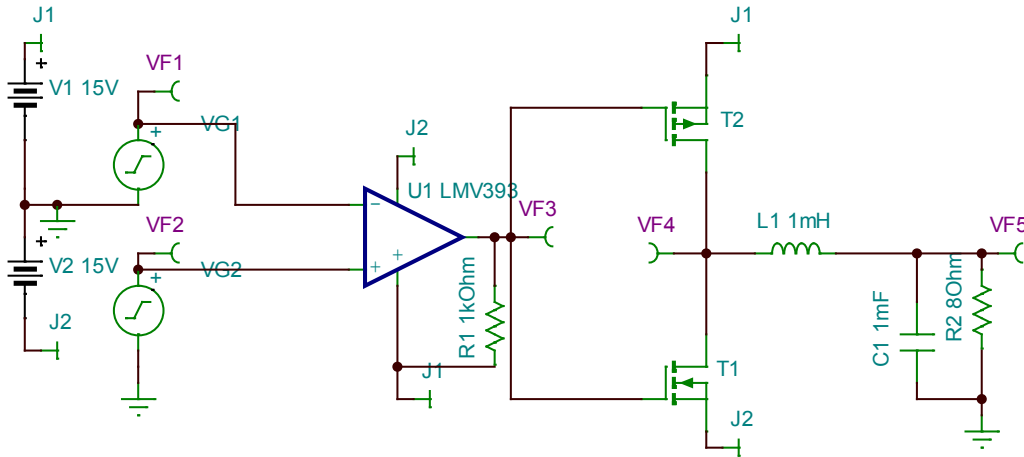 J1
V1 15V
VF1
VG1
VF2
V2 15V
VG2
J2
J2
U1 LMV393
VF3
R1 1kOhm
J1
J1
T2
VF4
L1 1mH
VF5
C1 1mF
R2 8Ohm
T1
J2